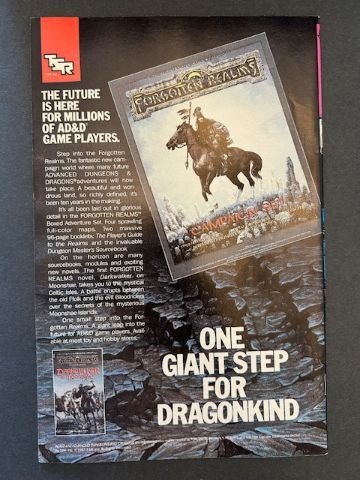 TSR
THE FUTURE
IS HERE
FOR MILLIONS
OF AD&D®
GAME PLAYERS.
Step into the Forgotten
Realms. The fantastic new cam-
paign world where many future
ADVANCED DUNGEONS &
DRAGONS® adventures will now
take place. A beautiful and won-
drous land, so richly defined, it's
been ten years in the making.
It's all been laid out in glorious
detail in the FORGOTTEN REALMS™
Boxed Adventure Set. Four sprawling
full-color maps. Two massive
96-page booklets: The Player's Guide
to the Realms and the invaluable
Dungeon Master's Sourcebook.
On the horizon are many
sourcebooks, modules and exciting
new novels. The first FORGOTTEN
REALMS novel, Darkwalker on
Moonshae, takes you to the mystical
Celtic Isles. A battle erupts between
the old Ffolk and the evil Bloodriders
over the secrets of the mysterious
Moonshae Islands.
One small step into the For-
gotten Realms. A giant leap into the
future for AD&D game players. Avail-
able at most toy and hobby stores.
FORGOTTEN REALMS
CAMPAIGN SET
FORGOTTEN REALMS
DARKWALKER
ONE
GIANT STEP
FOR
DRAGONKIND